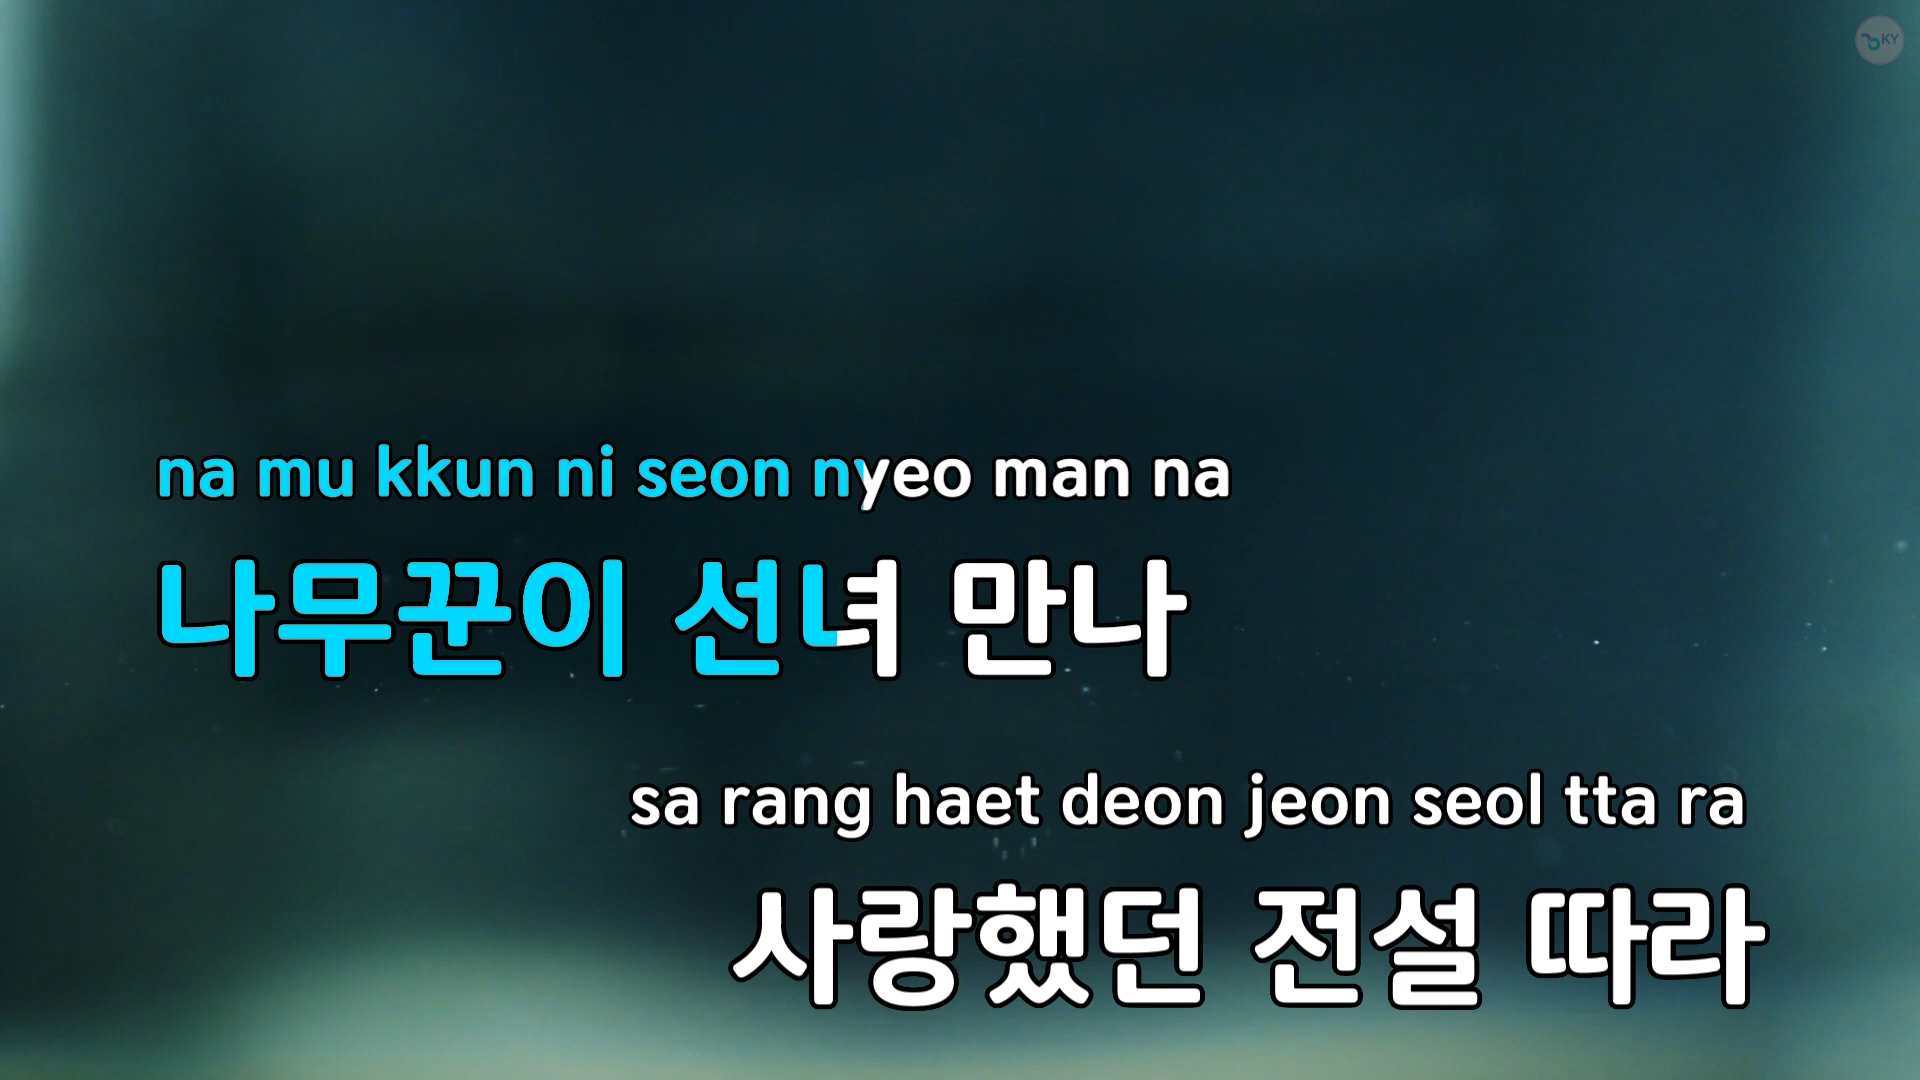 KY
na mu kkun ni seon nyeo man na
나무꾼이 선녀 만나
sa rang haet deon jeon seol tta ra
사랑했던 전설 따라